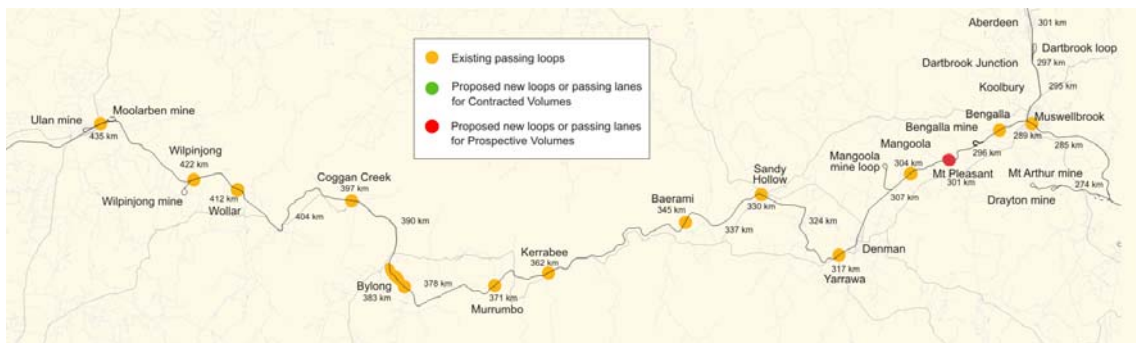 Existing passing loops
Proposed new loops or passing lanes
for Contracted Volumes
Proposed new loops or passing lanes
for Prospective Volumes
Ulan mine
Moolarben mine
435 km
Wilpinjong
422 km
Wilpinjong mine
412 km
Wollar
404 km
Coggan Creek
397 km
390 km
Bylong
383 km
378 km
371 km
Murrumbo
Kerrabee
362 km
Baerami
345 km
337 km
Sandy
Hollow
330 km
324 km
317 km
Yarrawa
Denman
307 km
Mangoola
mine loop
Mangoola
304 km
Mt Pleasant
301 km
296 km
Bengalla mine
Bengalla
289 km
Muswellbrook
285 km
Mt Arthur mine
274 km
Drayton mine
Aberdeen
301 km
Dartbrook loop
Dartbrook Junction
297 km
Koolbury
295 km